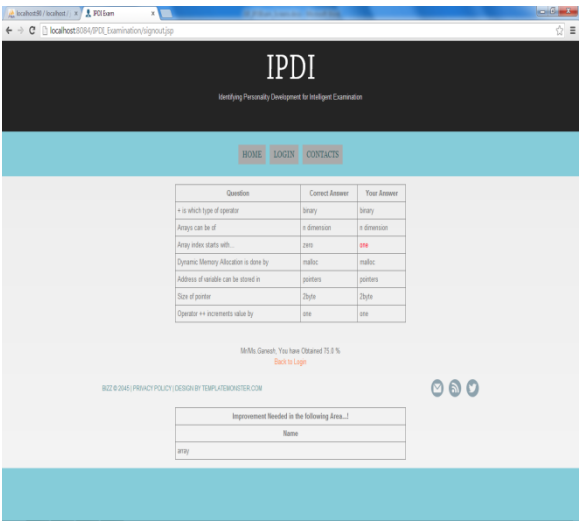 localhost:8084/IPDI_Examination/signout.jsp
IPDI Exam
IPDI
Identifying Personality Development for Intelligent Examination
HOME LOGIN CONTACTS
Question Correct Answer Your Answer
+ is which type of operator binary binary
Arrays can be of n dimension n dimension
Array index starts with... zero one
Dynamic Memory Allocation is done by malloc malloc
Address of variable can be stored in pointers pointers
Size of pointer 2byte 2byte
Operator ++ increments value by one one
Mr/Ms. Ganesh, You have Obtained 75.0 %
Back to Login
BIZZ © 2045 | PRIVACY POLICY | DESIGN BY TEMPLATEMONSTER.COM
Improvement Needed in the following Area...!
Name
array